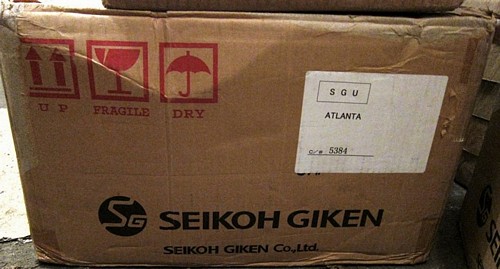 UP FRAGILE DRY
SGU
ATLANTA
C/# 5384
SG SEIKOH GIKEN
SEIKOH GIKEN Co.,Ltd.